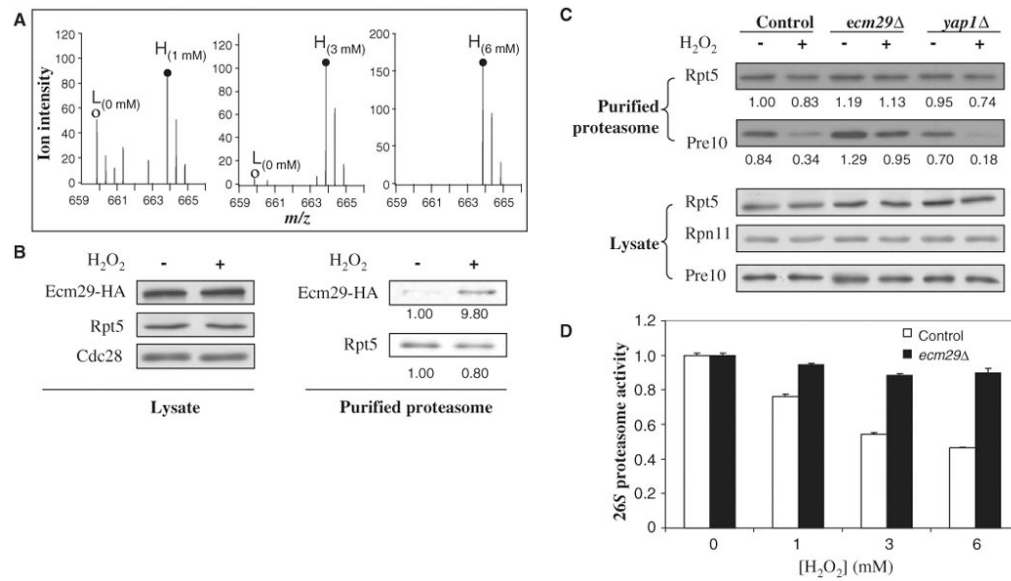 A
Ion intensity
120
100
80
60
40
20
0
L(0 mM)
H(1 mM)
659 661 663 665
120
100
80
60
40
20
0
L(0 mM)
H(3 mM)
659 661 663 665
200
150
100
50
0
H(6 mM)
659 661 663 665
m/z
B
H2O2 - +
Ecm29-HA
Rpt5
Cdc28
Lysate
H2O2 - +
Ecm29-HA
1.00 9.80
Rpt5
1.00 0.80
Purified proteasome
C
Control ecm29Δ yap1Δ
H2O2 - + - + - +
Purified proteasome
Rpt5
1.00 0.83 1.19 1.13 0.95 0.74
Pre10
0.84 0.34 1.29 0.95 0.70 0.18
Lysate
Rpt5
Rpn11
Pre10
D
26S proteasome activity
1.2
1.0
0.8
0.6
0.4
0.2
0
Control
ecm29Δ
0 1 3 6
[H2O2] (mM)